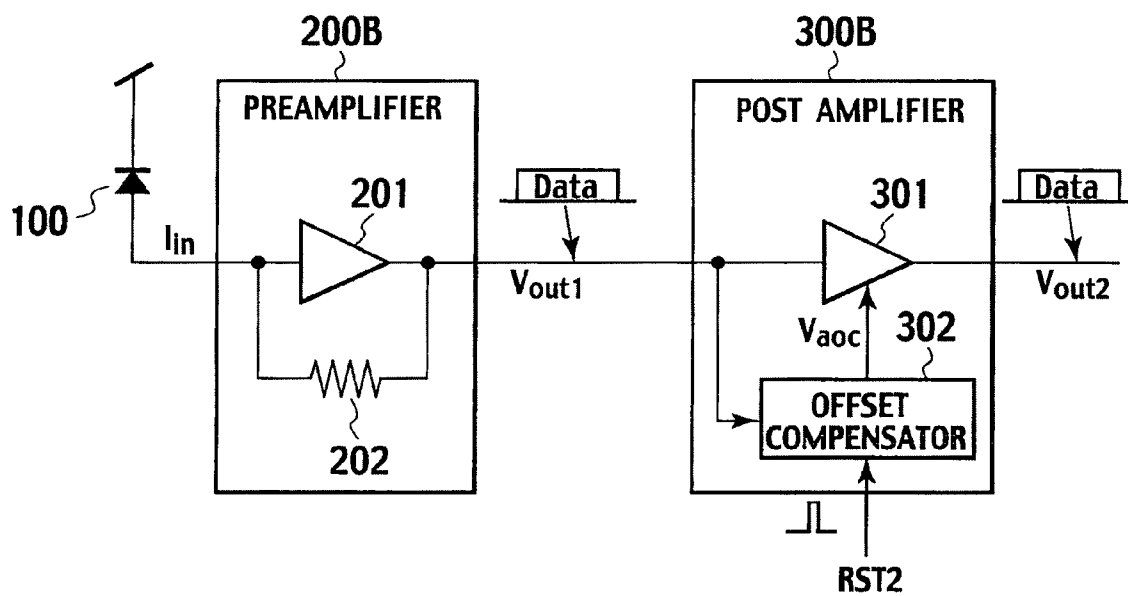 200B
300B
PREAMPLIFIER
POST AMPLIFIER
201
Data
301
Data
100
Iin
Vout1
Vout2
Vaoc
302
OFFSET
COMPENSATOR
202
RST2